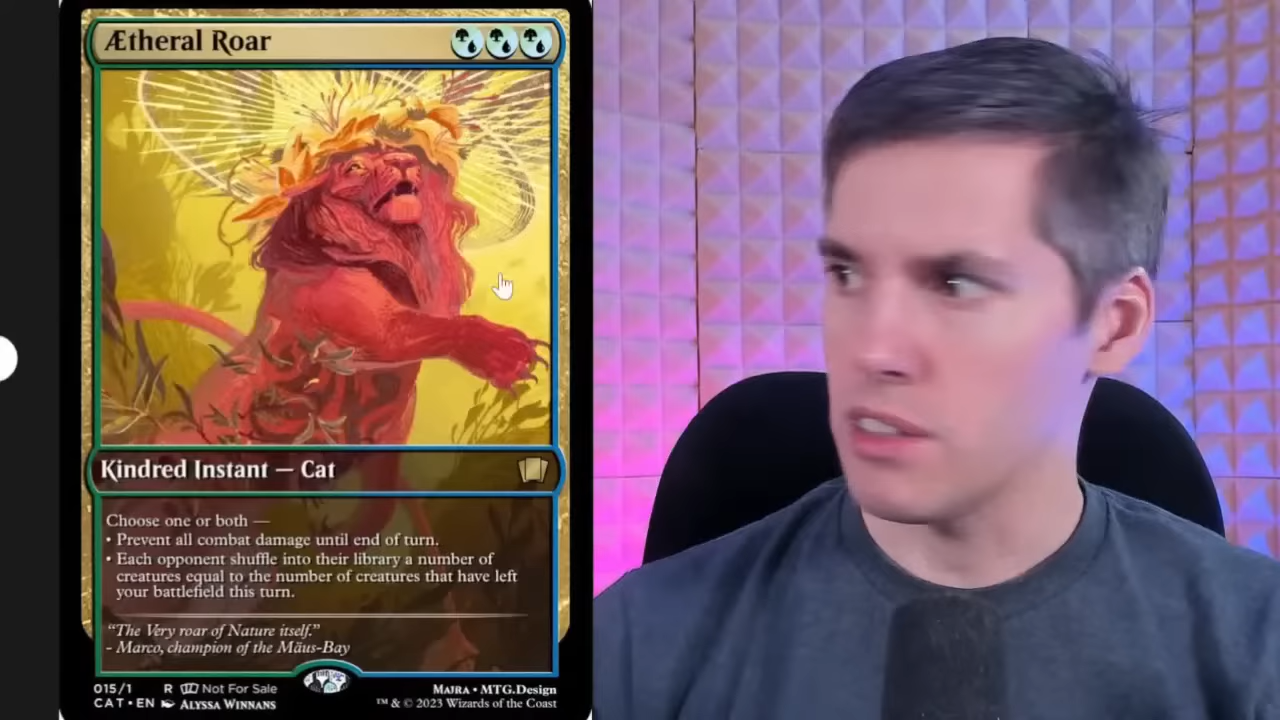 Ætheral Roar
Kindred Instant — Cat
Choose one or both —
• Prevent all combat damage until end of turn.
• Each opponent shuffle into their library a number of
creatures equal to the number of creatures that have left
your battlefield this turn.
“The Very roar of Nature itself.”
- Marco, champion of the Mäus-Bay
015/1 R Not For Sale
CAT • EN ALYSSA WINNANS
MAJRA • MTG.DESIGN
™ & © 2023 Wizards of the Coast